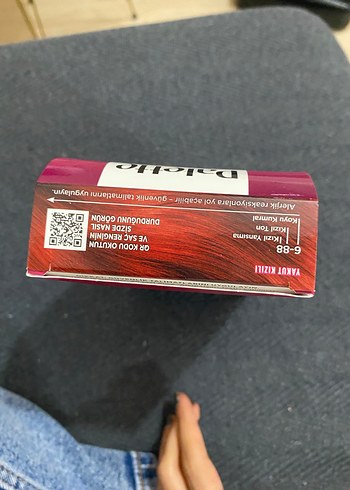 YAKUT KIZILI
6-88
Kızıl Yansıma
Kızıl Ton
Koyu Kumral
QR KODU OKUTUN
VE SAÇ RENGİNİN
SİZDE NASIL
DURDUĞUNU GÖRÜN
Alerjik reaksiyonlara yol açabilir – güvenlik talimatlarını uygulayın.
Palette